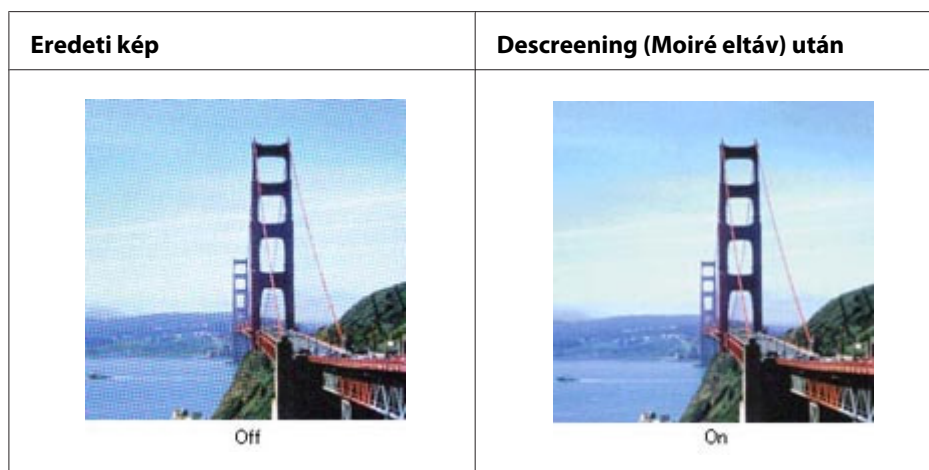 Eredeti kép
Descreening (Moiré eltáv) után
Off
On